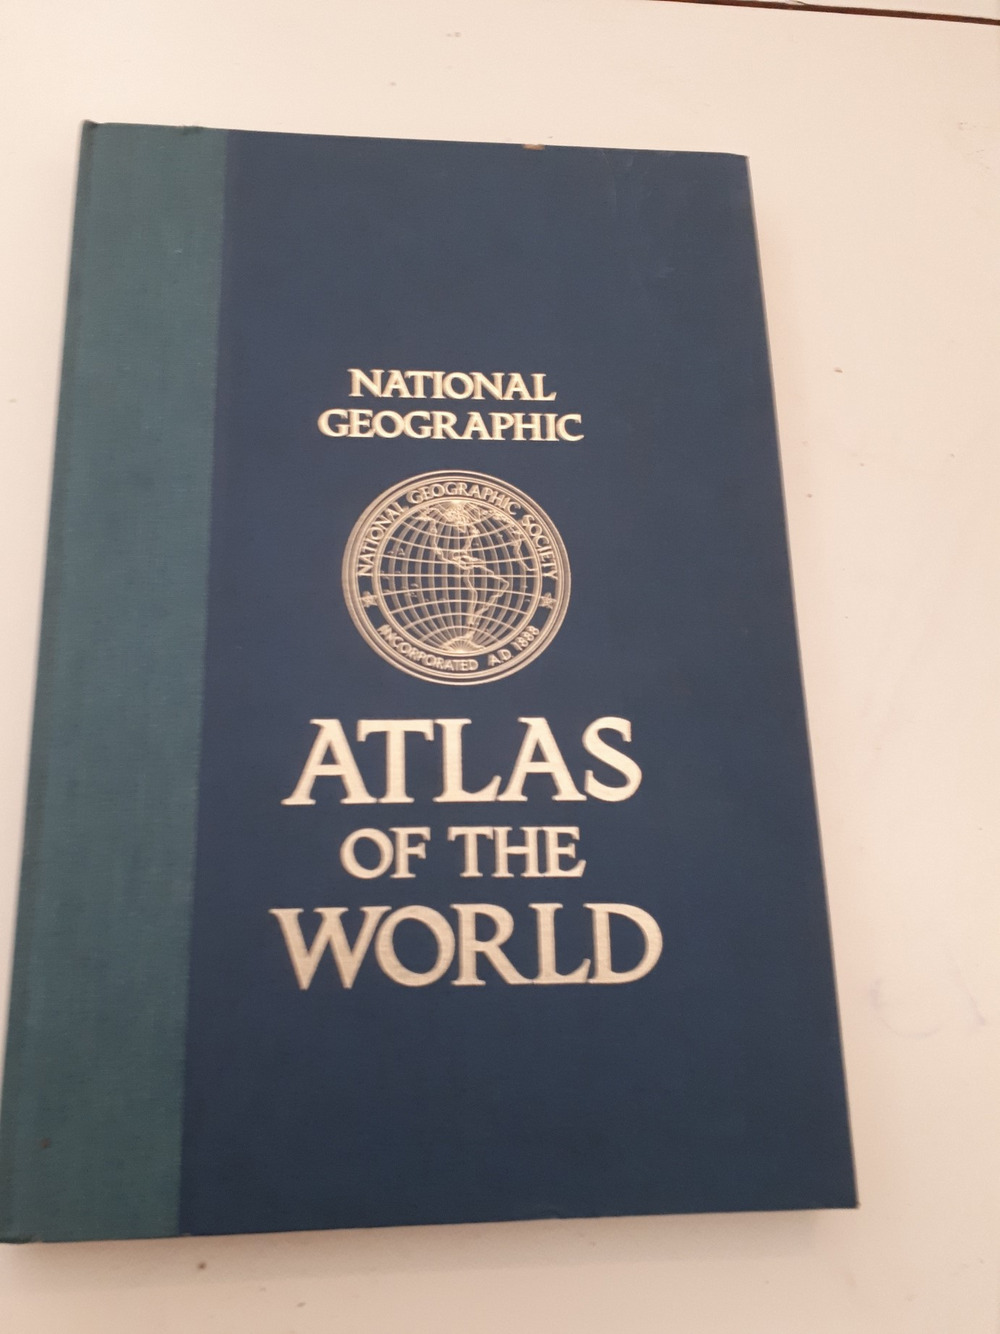 NATIONAL
GEOGRAPHIC
NATIONAL GEOGRAPHIC SOCIETY
INCORPORATED A.D. 1888
ATLAS
OF THE
WORLD